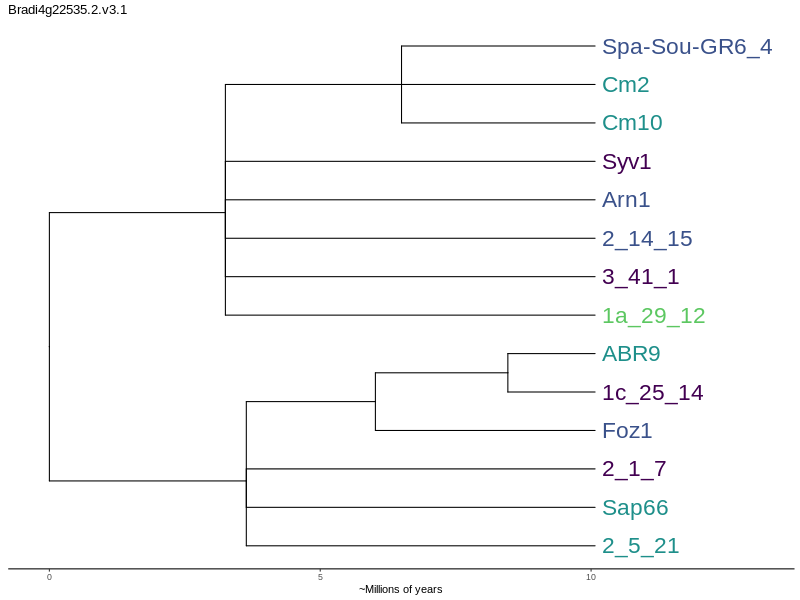 Bradi4g22535.2.v3.1
Spa-Sou-GR6_4
Cm2
Cm10
Syv1
Arn1
2_14_15
3_41_1
1a_29_12
ABR9
1c_25_14
Foz1
2_1_7
Sap66
2_5_21
0 5 10
~Millions of years